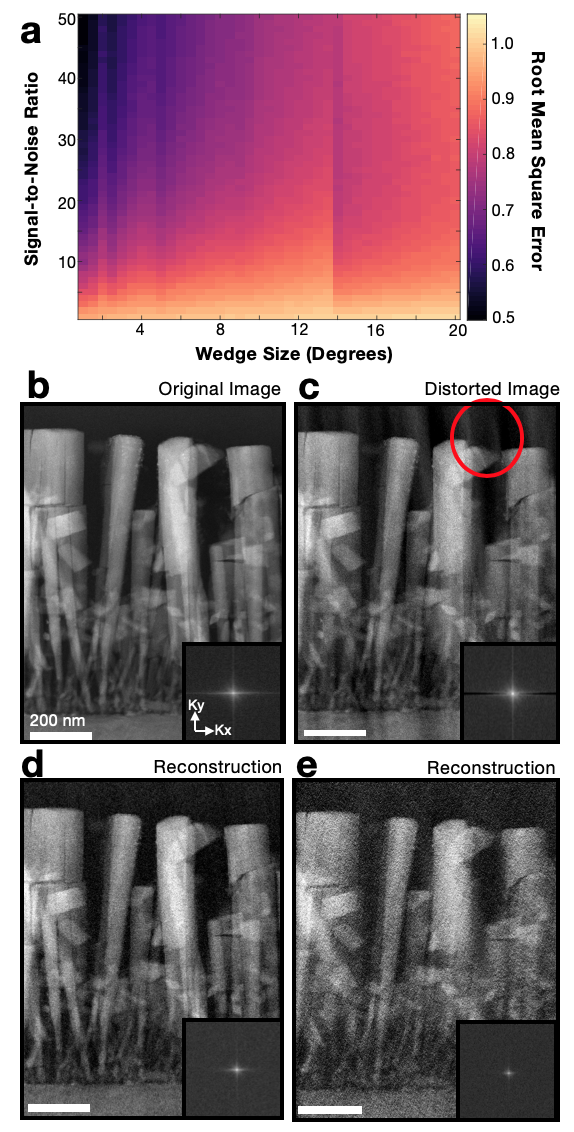 a
50
40
30
20
10
Signal-to-Noise Ratio
4
8
12
16
20
Wedge Size (Degrees)
1.0
0.9
0.8
0.7
0.6
0.5
Root Mean Square Error
b
Original Image
c
Distorted Image
Ky
Kx
200 nm
d
Reconstruction
e
Reconstruction